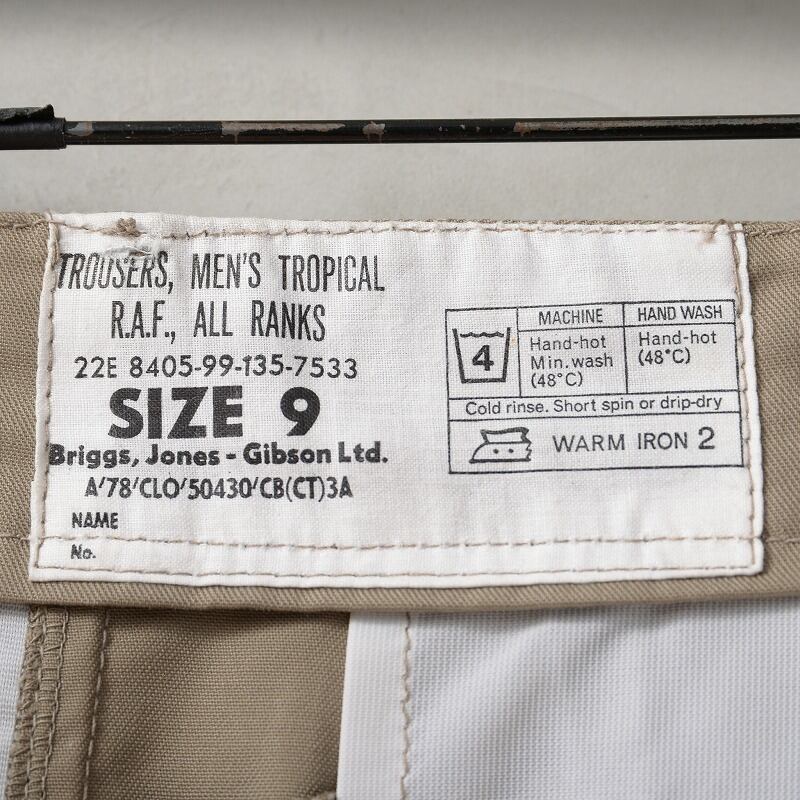 TROUSERS, MEN'S TROPICAL
R.A.F., ALL RANKS
22E 8405-99-135-7533
SIZE 9
Briggs, Jones - Gibson Ltd.
A'78'CLO'50430'CB(CT)3A
NAME
No.
4
MACHINE
Hand-hot
Min.wash
(48°C)
HAND WASH
Hand-hot
(48°C)
Cold rinse. Short spin or drip-dry
WARM IRON 2